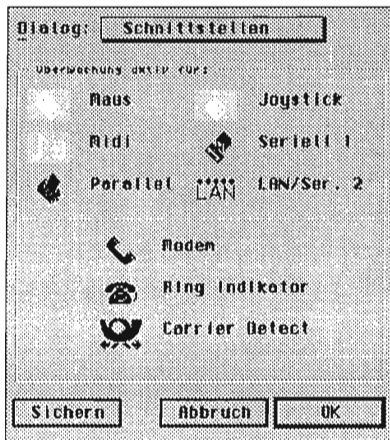 Dialog: Schnittstellen
Überwachung aktiv für:
Maus Joystick
Midi Seriell 1
Parallel LAN LAN/Ser. 2
Modem
Ring Indikator
Carrier Detect
Sichern Abbruch OK